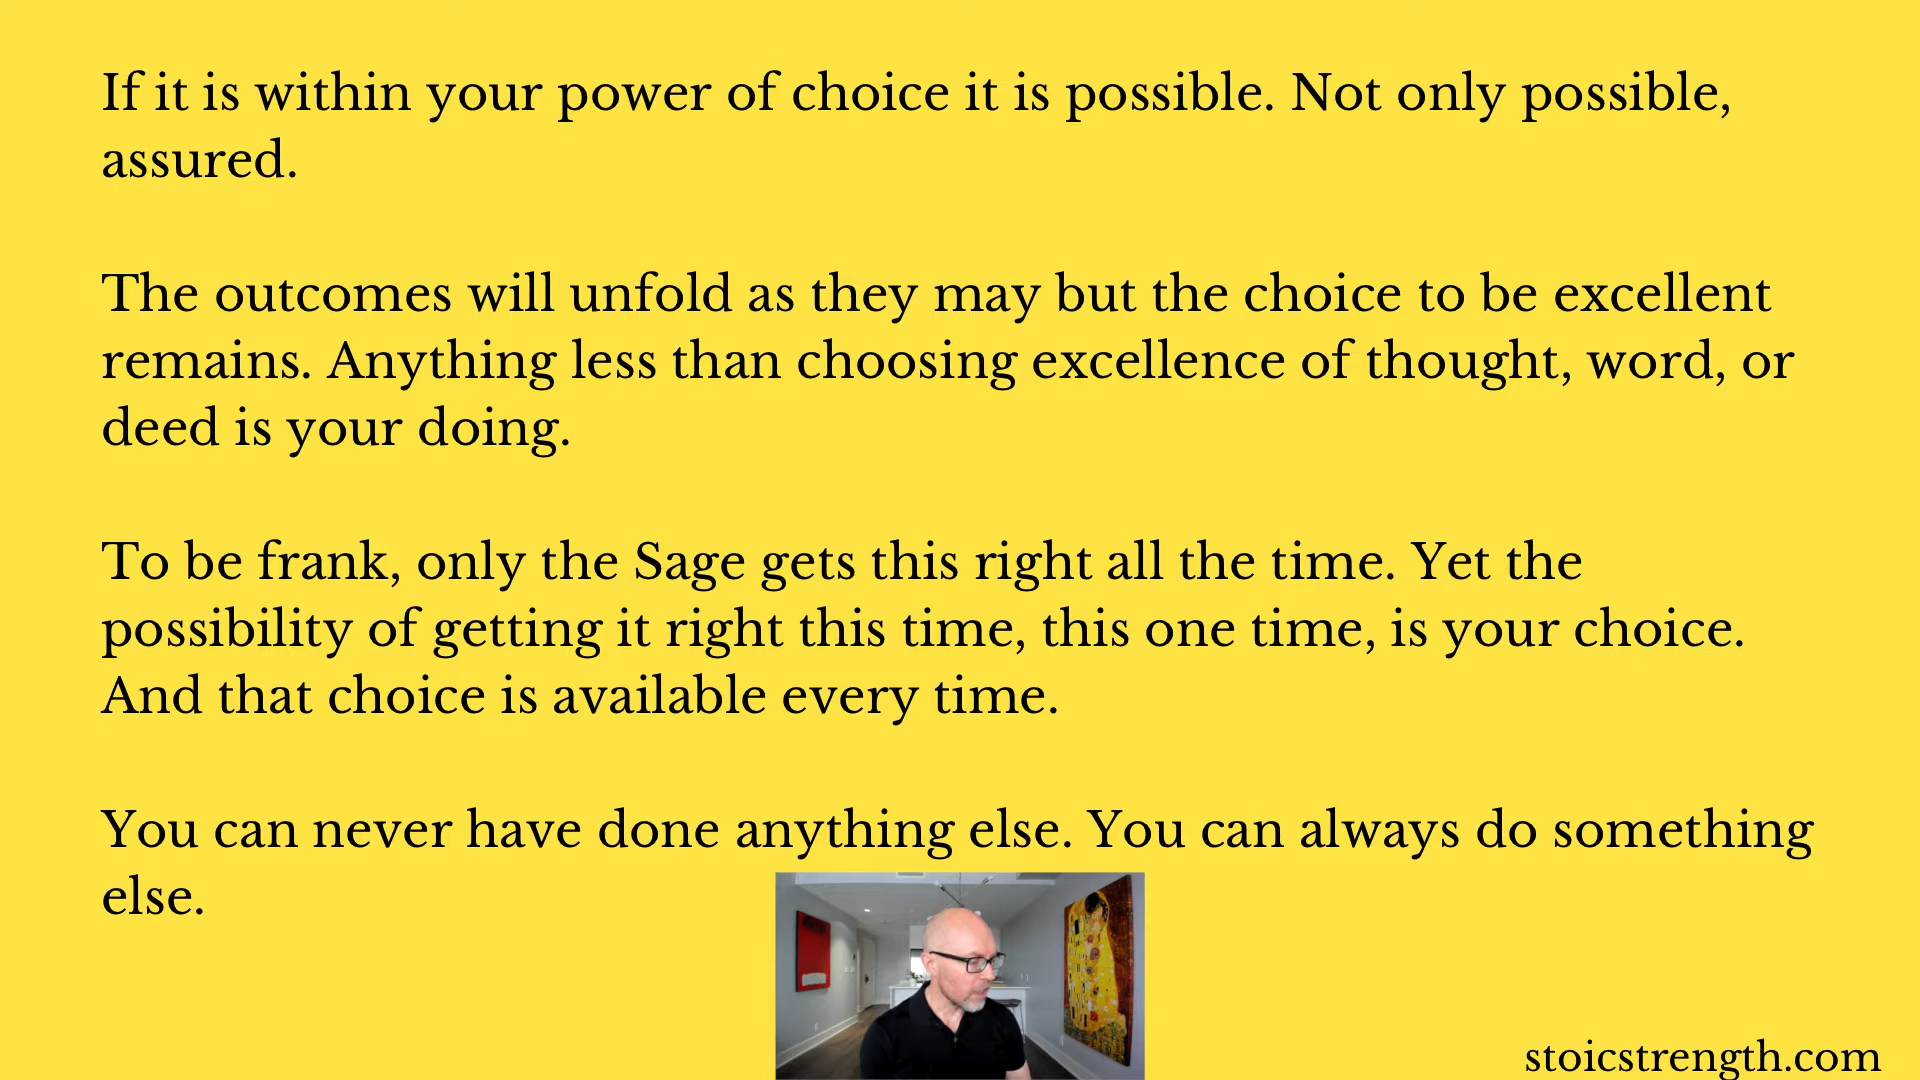 If it is within your power of choice it is possible. Not only possible,
assured.
The outcomes will unfold as they may but the choice to be excellent
remains. Anything less than choosing excellence of thought, word, or
deed is your doing.
To be frank, only the Sage gets this right all the time. Yet the
possibility of getting it right this time, this one time, is your choice.
And that choice is available every time.
You can never have done anything else. You can always do something
else.
stoicstrength.com